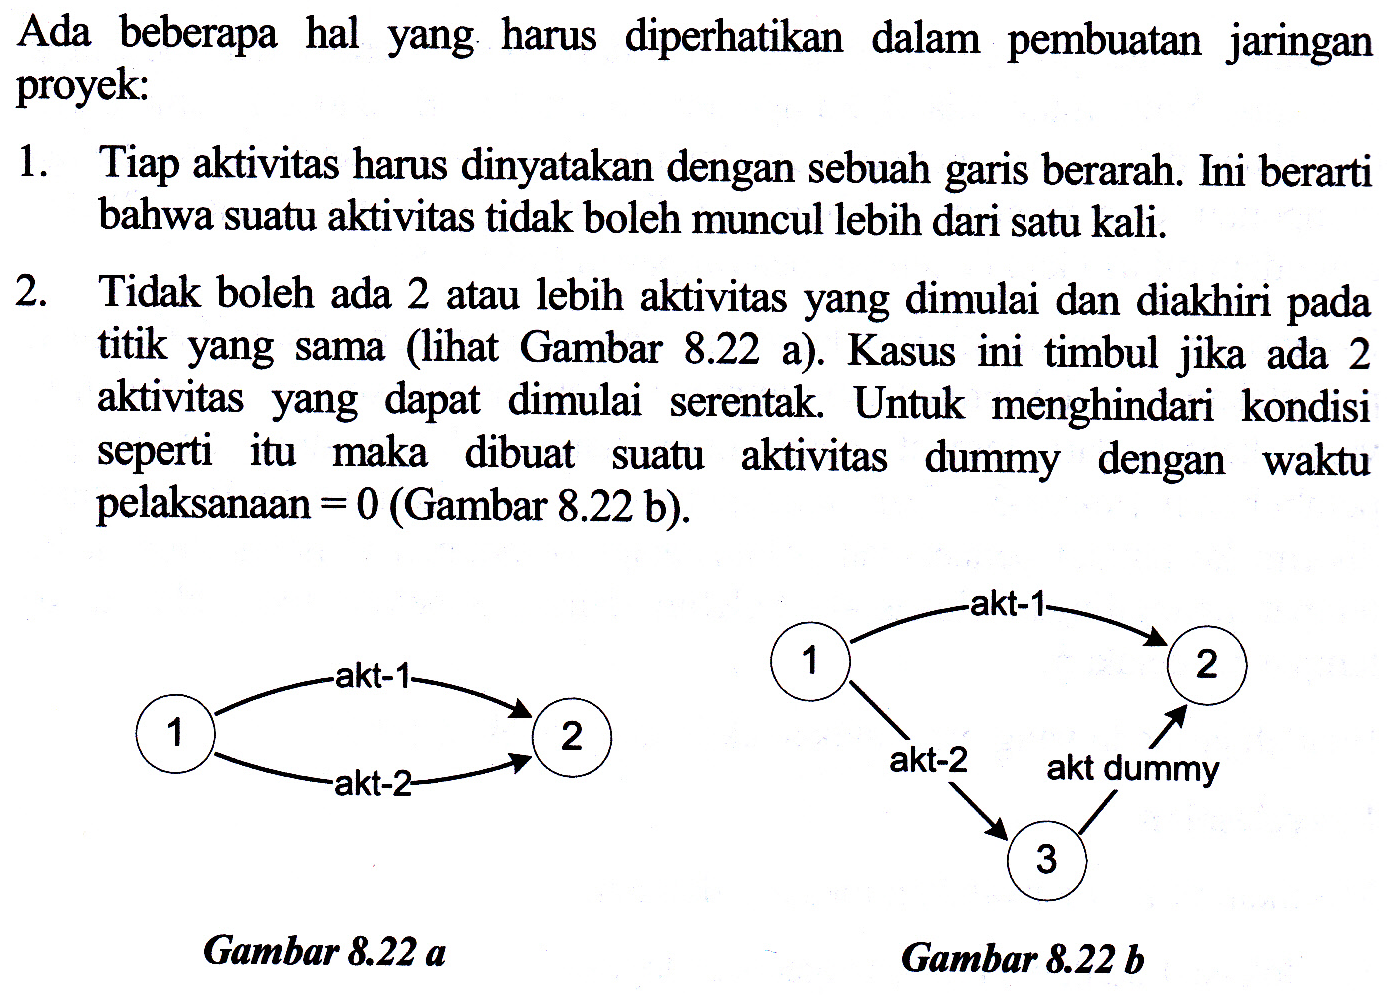 Ada beberapa hal yang harus diperhatikan dalam pembuatan jaringan
proyek:
1. Tiap aktivitas harus dinyatakan dengan sebuah garis berarah. Ini berarti
bahwa suatu aktivitas tidak boleh muncul lebih dari satu kali.
2. Tidak boleh ada 2 atau lebih aktivitas yang dimulai dan diakhiri pada
titik yang sama (lihat Gambar 8.22 a). Kasus ini timbul jika ada 2
aktivitas yang dapat dimulai serentak. Untuk menghindari kondisi
seperti itu maka dibuat suatu aktivitas dummy dengan waktu
pelaksanaan = 0 (Gambar 8.22 b).
akt-1
1
2
akt-2
Gambar 8.22 a
akt-1
1
2
akt-2
akt dummy
3
Gambar 8.22 b